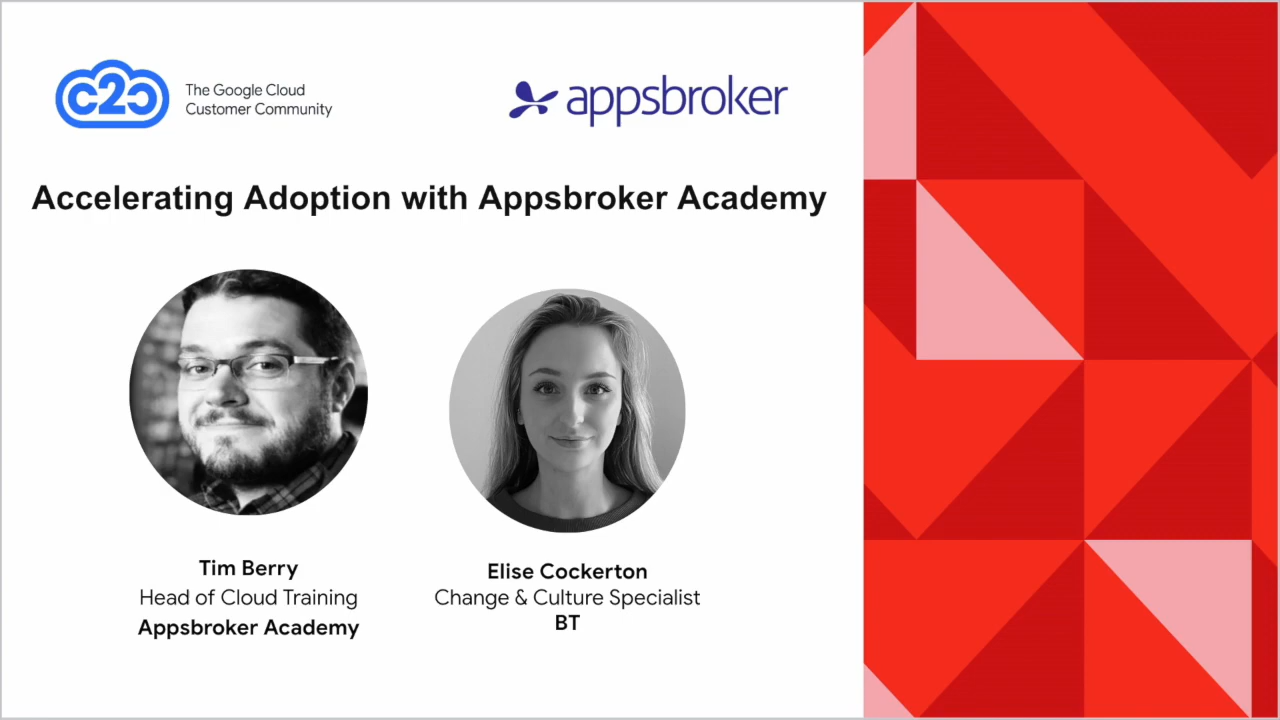 c2c
The Google Cloud
Customer Community
appsbroker
Accelerating Adoption with Appsbroker Academy
Tim Berry
Head of Cloud Training
Appsbroker Academy
Elise Cockerton
Change & Culture Specialist
BT